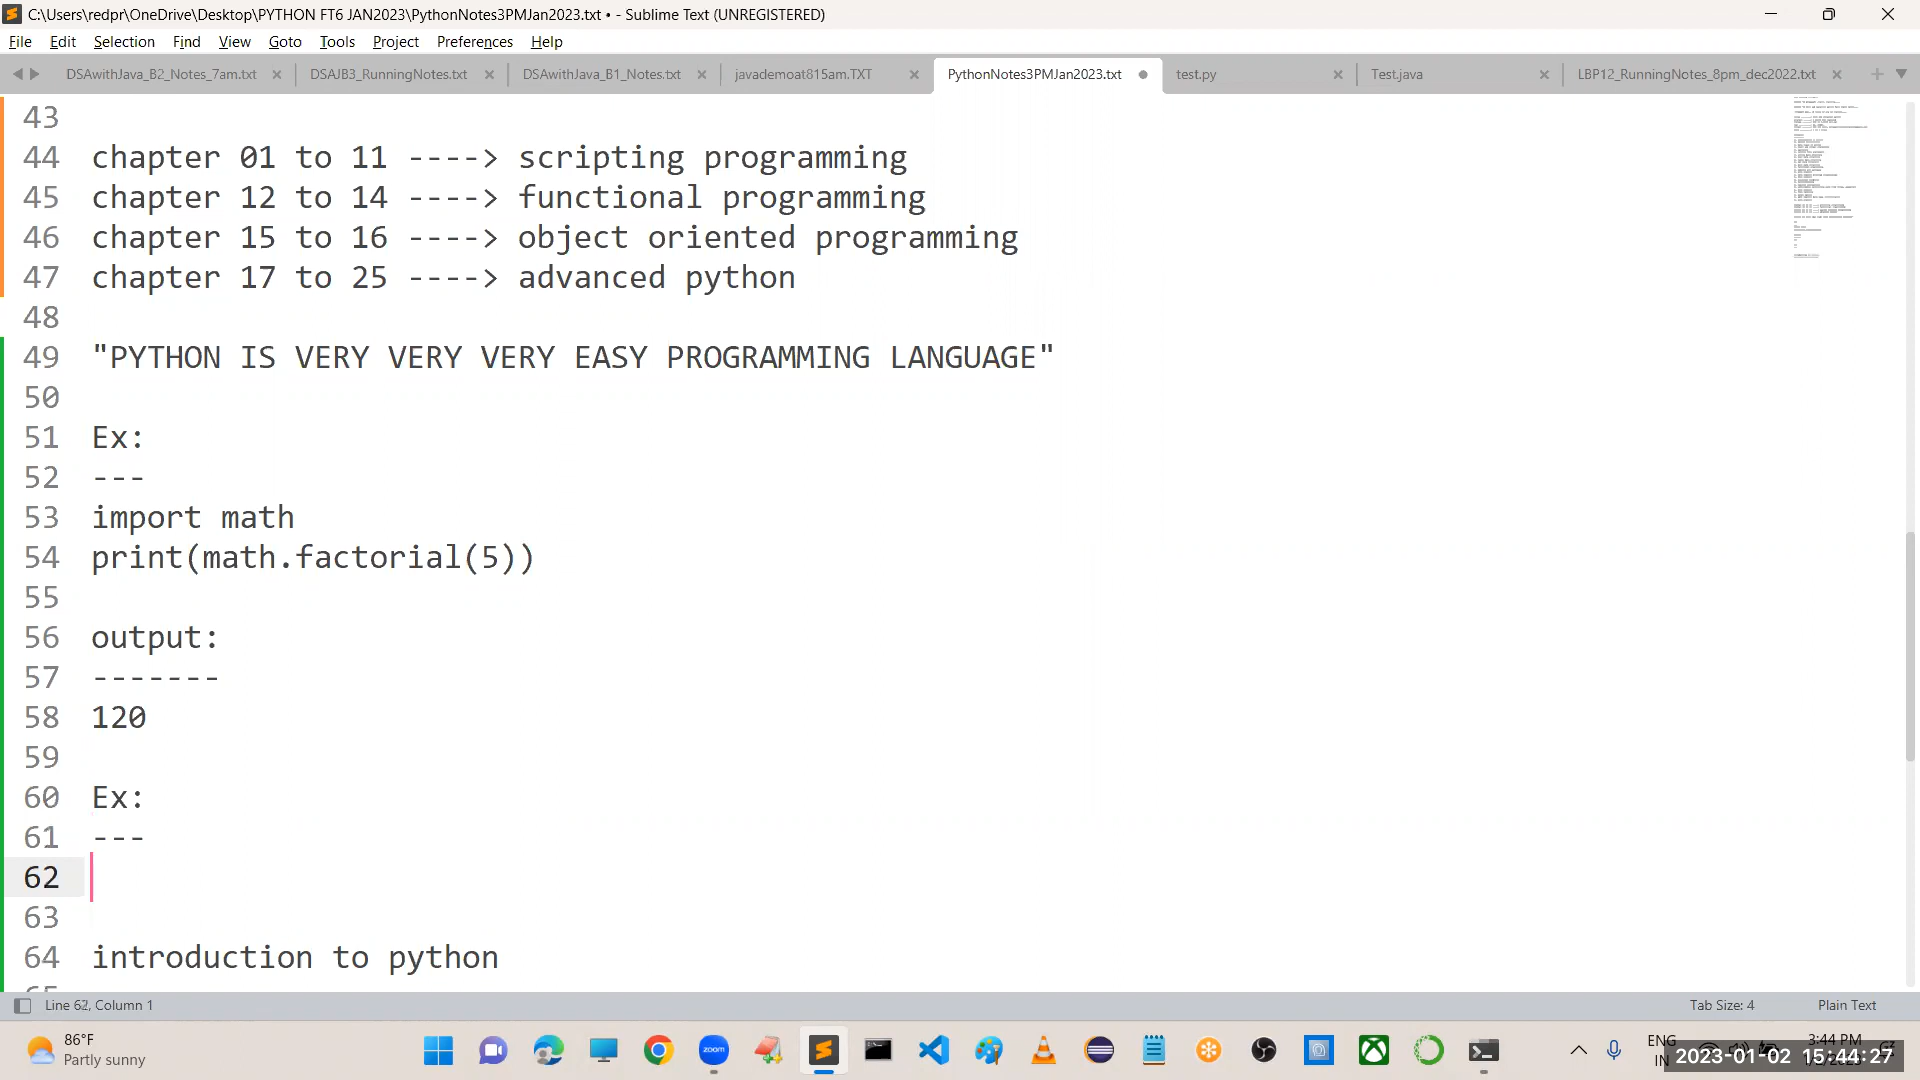 C:\Users\redpr\OneDrive\Desktop\PYTHON FT6 JAN2023\PythonNotes3PMJan2023.txt • - Sublime Text (UNREGISTERED)
File Edit Selection Find View Goto Tools Project Preferences Help
DSAwithJava_B2_Notes_7am.txt DSAJB3_RunningNotes.txt DSAwithJava_B1_Notes.txt javademoat815am.TXT PythonNotes3PMJan2023.txt test.py Test.java LBP12_RunningNotes_8pm_dec2022.txt
43
44 chapter 01 to 11 ----> scripting programming
45 chapter 12 to 14 ----> functional programming
46 chapter 15 to 16 ----> object oriented programming
47 chapter 17 to 25 ----> advanced python
48
49 "PYTHON IS VERY VERY VERY EASY PROGRAMMING LANGUAGE"
50
51 Ex:
52 ---
53 import math
54 print(math.factorial(5))
55
56 output:
57 -------
58 120
59
60 Ex:
61 ---
62
63
64 introduction to python
Line 62, Column 1 Tab Size: 4 Plain Text
86°F
Partly sunny
zoom
ENG
IN
3:44 PM
2023-01-02 15:44:27